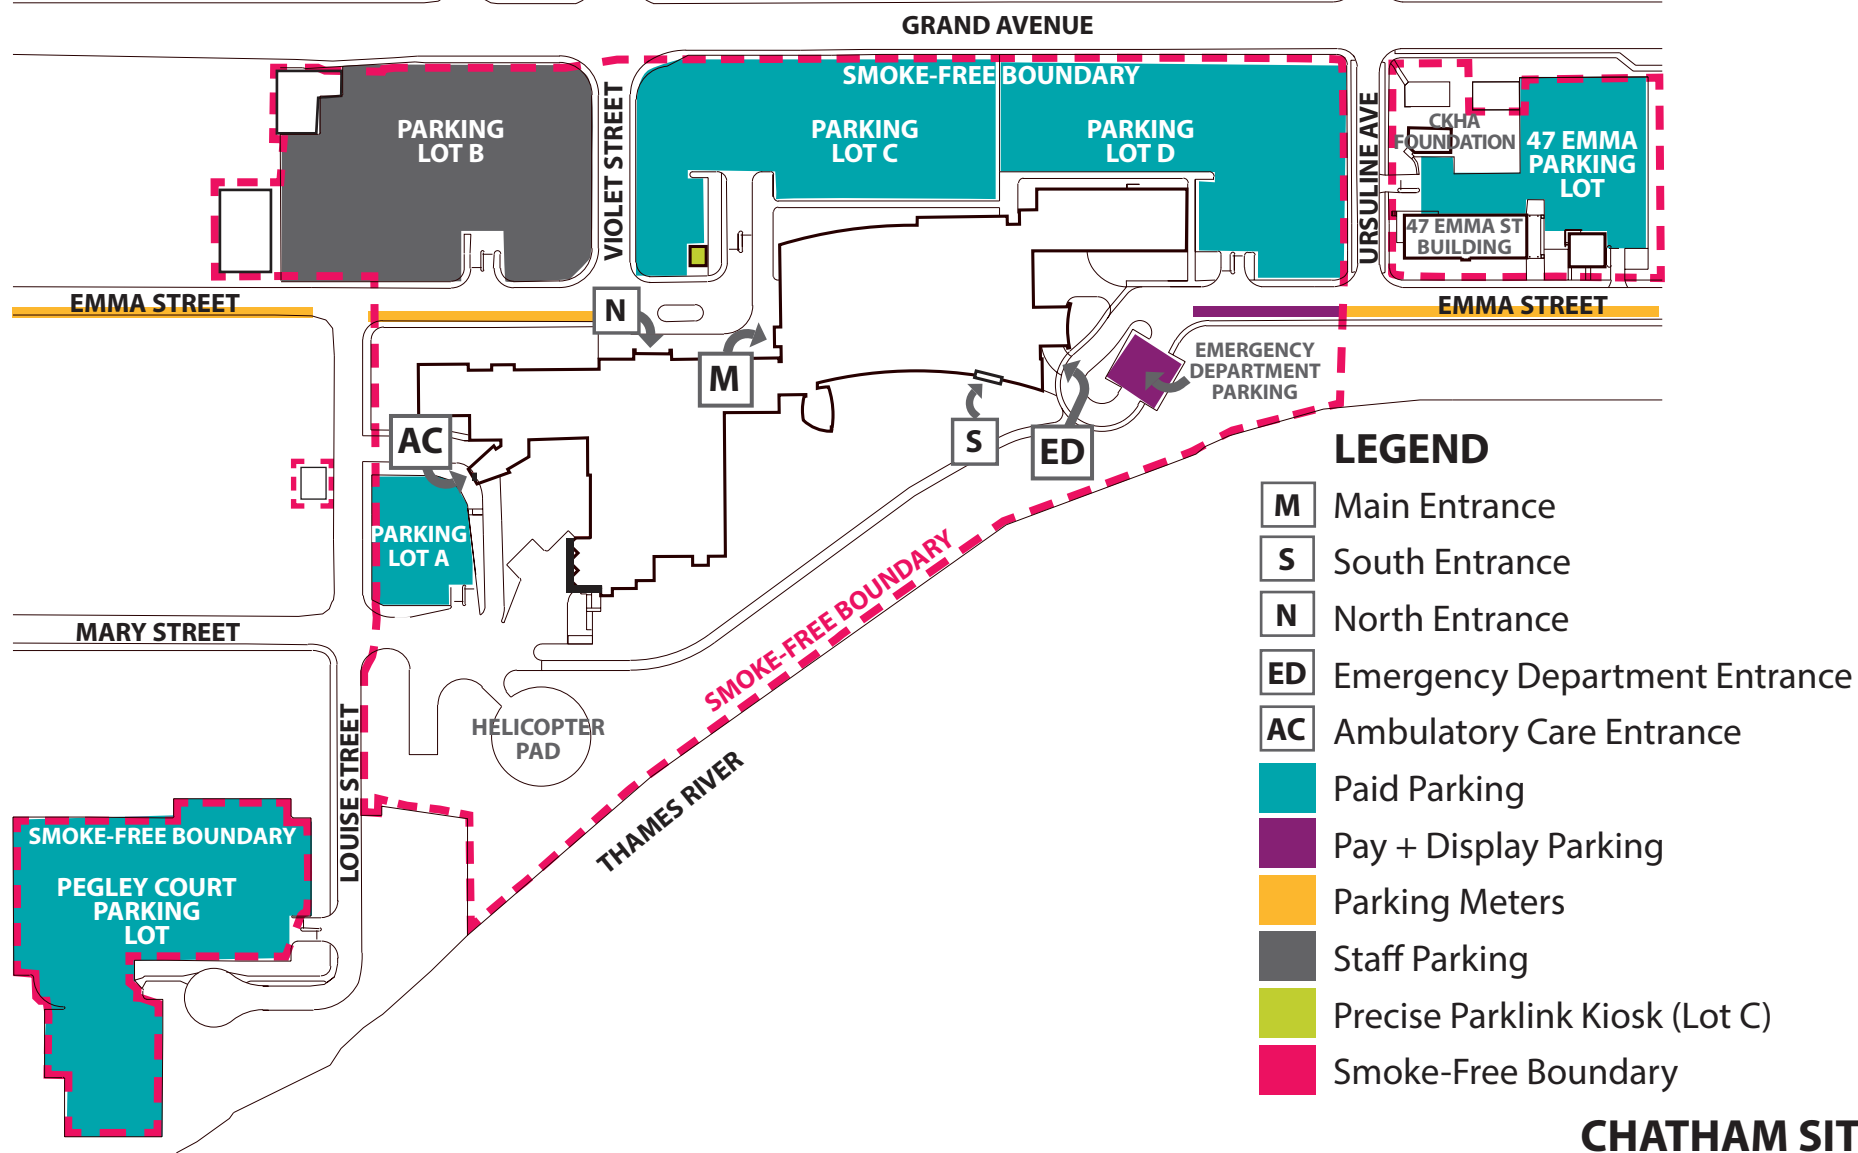 GRAND AVENUE
SMOKE-FREE BOUNDARY
PARKING
LOT B
VIOLET STREET
PARKING
LOT C
PARKING
LOT D
URSULINE AVE
CKHA
FOUNDATION
47 EMMA
PARKING
LOT
47 EMMA ST
BUILDING
EMMA STREET
N
M
EMMA STREET
EMERGENCY
DEPARTMENT
PARKING
AC
S
ED
PARKING
LOT A
MARY STREET
SMOKE-FREE BOUNDARY
HELICOPTER
PAD
THAMES RIVER
LOUISE STREET
SMOKE-FREE BOUNDARY
PEGLEY COURT
PARKING
LOT
LEGEND
M Main Entrance
S South Entrance
N North Entrance
ED Emergency Department Entrance
AC Ambulatory Care Entrance
Paid Parking
Pay + Display Parking
Parking Meters
Staff Parking
Precise Parklink Kiosk (Lot C)
Smoke-Free Boundary
CHATHAM SIT